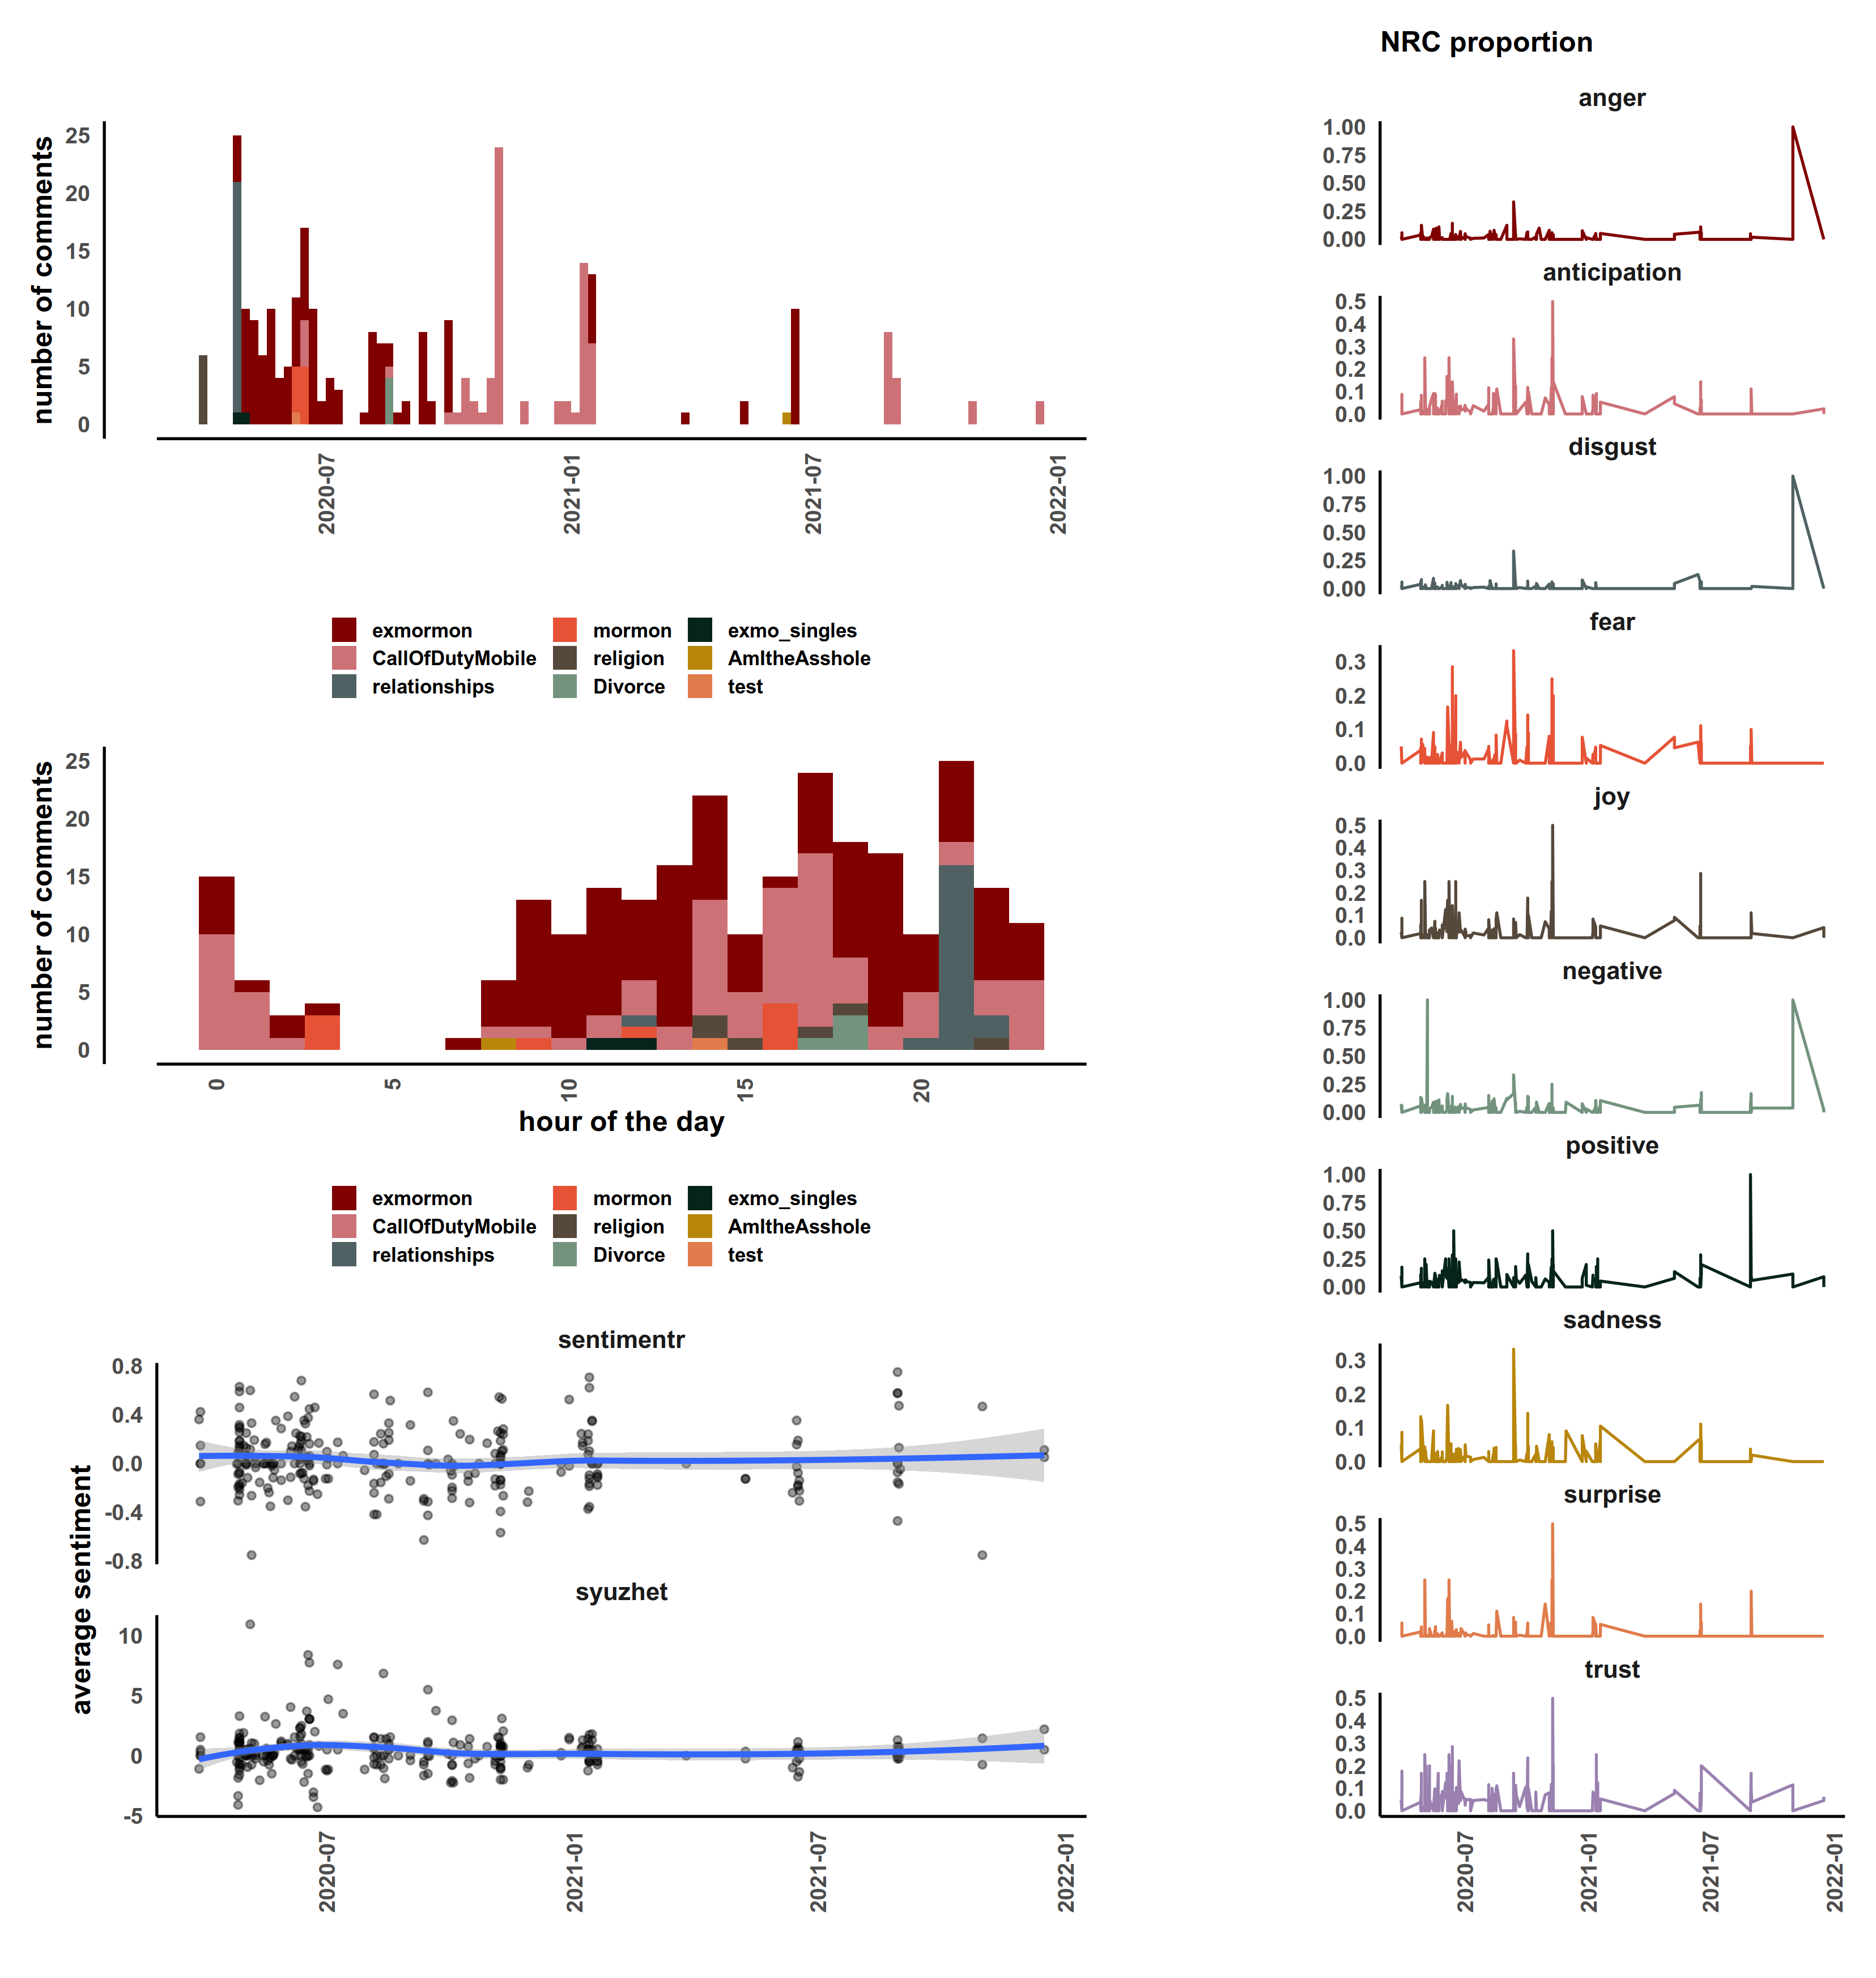 number of comments
25
20
15
10
5
0
2020-07
2021-01
2021-07
2022-01
exmormon
mormon
exmo_singles
CallOfDutyMobile
religion
AmItheAsshole
relationships
Divorce
test
number of comments
25
20
15
10
5
0
0
5
10
15
20
hour of the day
exmormon
mormon
exmo_singles
CallOfDutyMobile
religion
AmItheAsshole
relationships
Divorce
test
average sentiment
sentimentr
0.8
0.4
0.0
-0.4
-0.8
syuzhet
10
5
0
-5
2020-07
2021-01
2021-07
2022-01
NRC proportion
anger
1.00
0.75
0.50
0.25
0.00
anticipation
0.5
0.4
0.3
0.2
0.1
0.0
disgust
1.00
0.75
0.50
0.25
0.00
fear
0.3
0.2
0.1
0.0
joy
0.5
0.4
0.3
0.2
0.1
0.0
negative
1.00
0.75
0.50
0.25
0.00
positive
1.00
0.75
0.50
0.25
0.00
sadness
0.3
0.2
0.1
0.0
surprise
0.5
0.4
0.3
0.2
0.1
0.0
trust
0.5
0.4
0.3
0.2
0.1
0.0
2020-07
2021-01
2021-07
2022-01